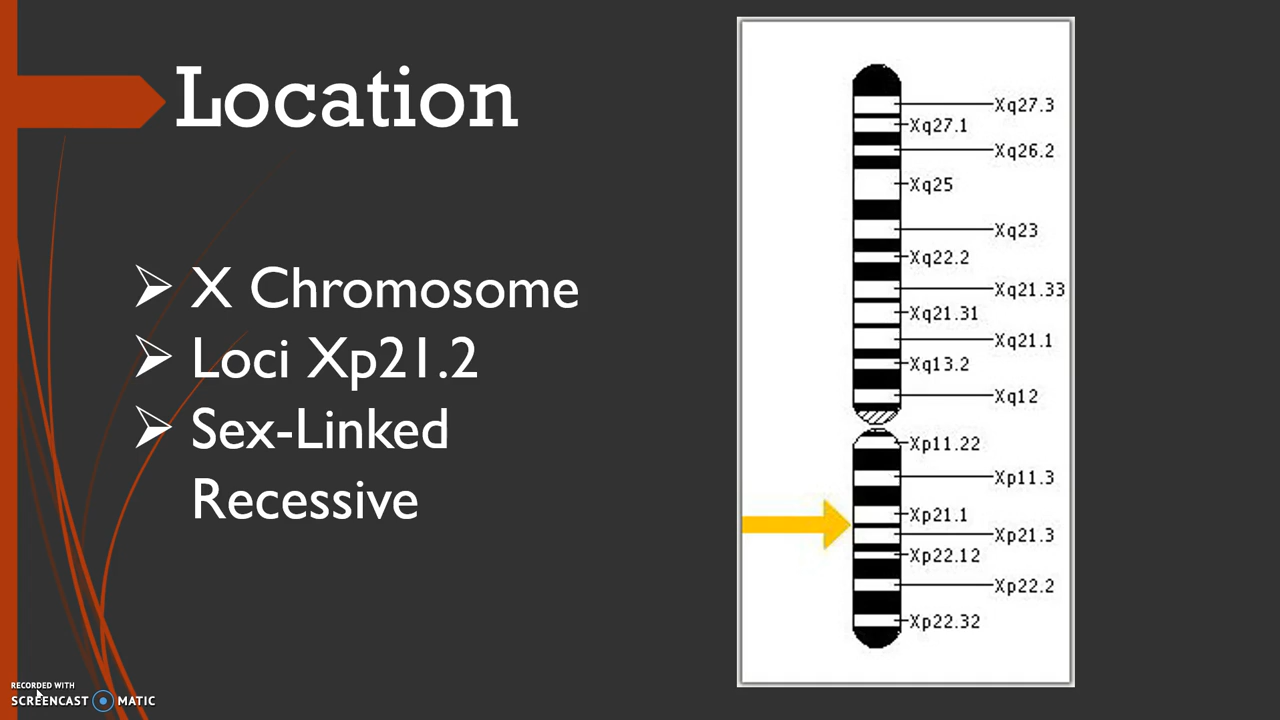 Location
X Chromosome
Loci Xp21.2
Sex-Linked
Recessive
Xq27.3
Xq27.1
Xq26.2
Xq25
Xq23
Xq22.2
Xq21.33
Xq21.31
Xq21.1
Xq13.2
Xq12
Xp11.22
Xp11.3
Xp21.1
Xp21.3
Xp22.12
Xp22.2
Xp22.32
RECORDED WITH
SCREENCAST MATIC